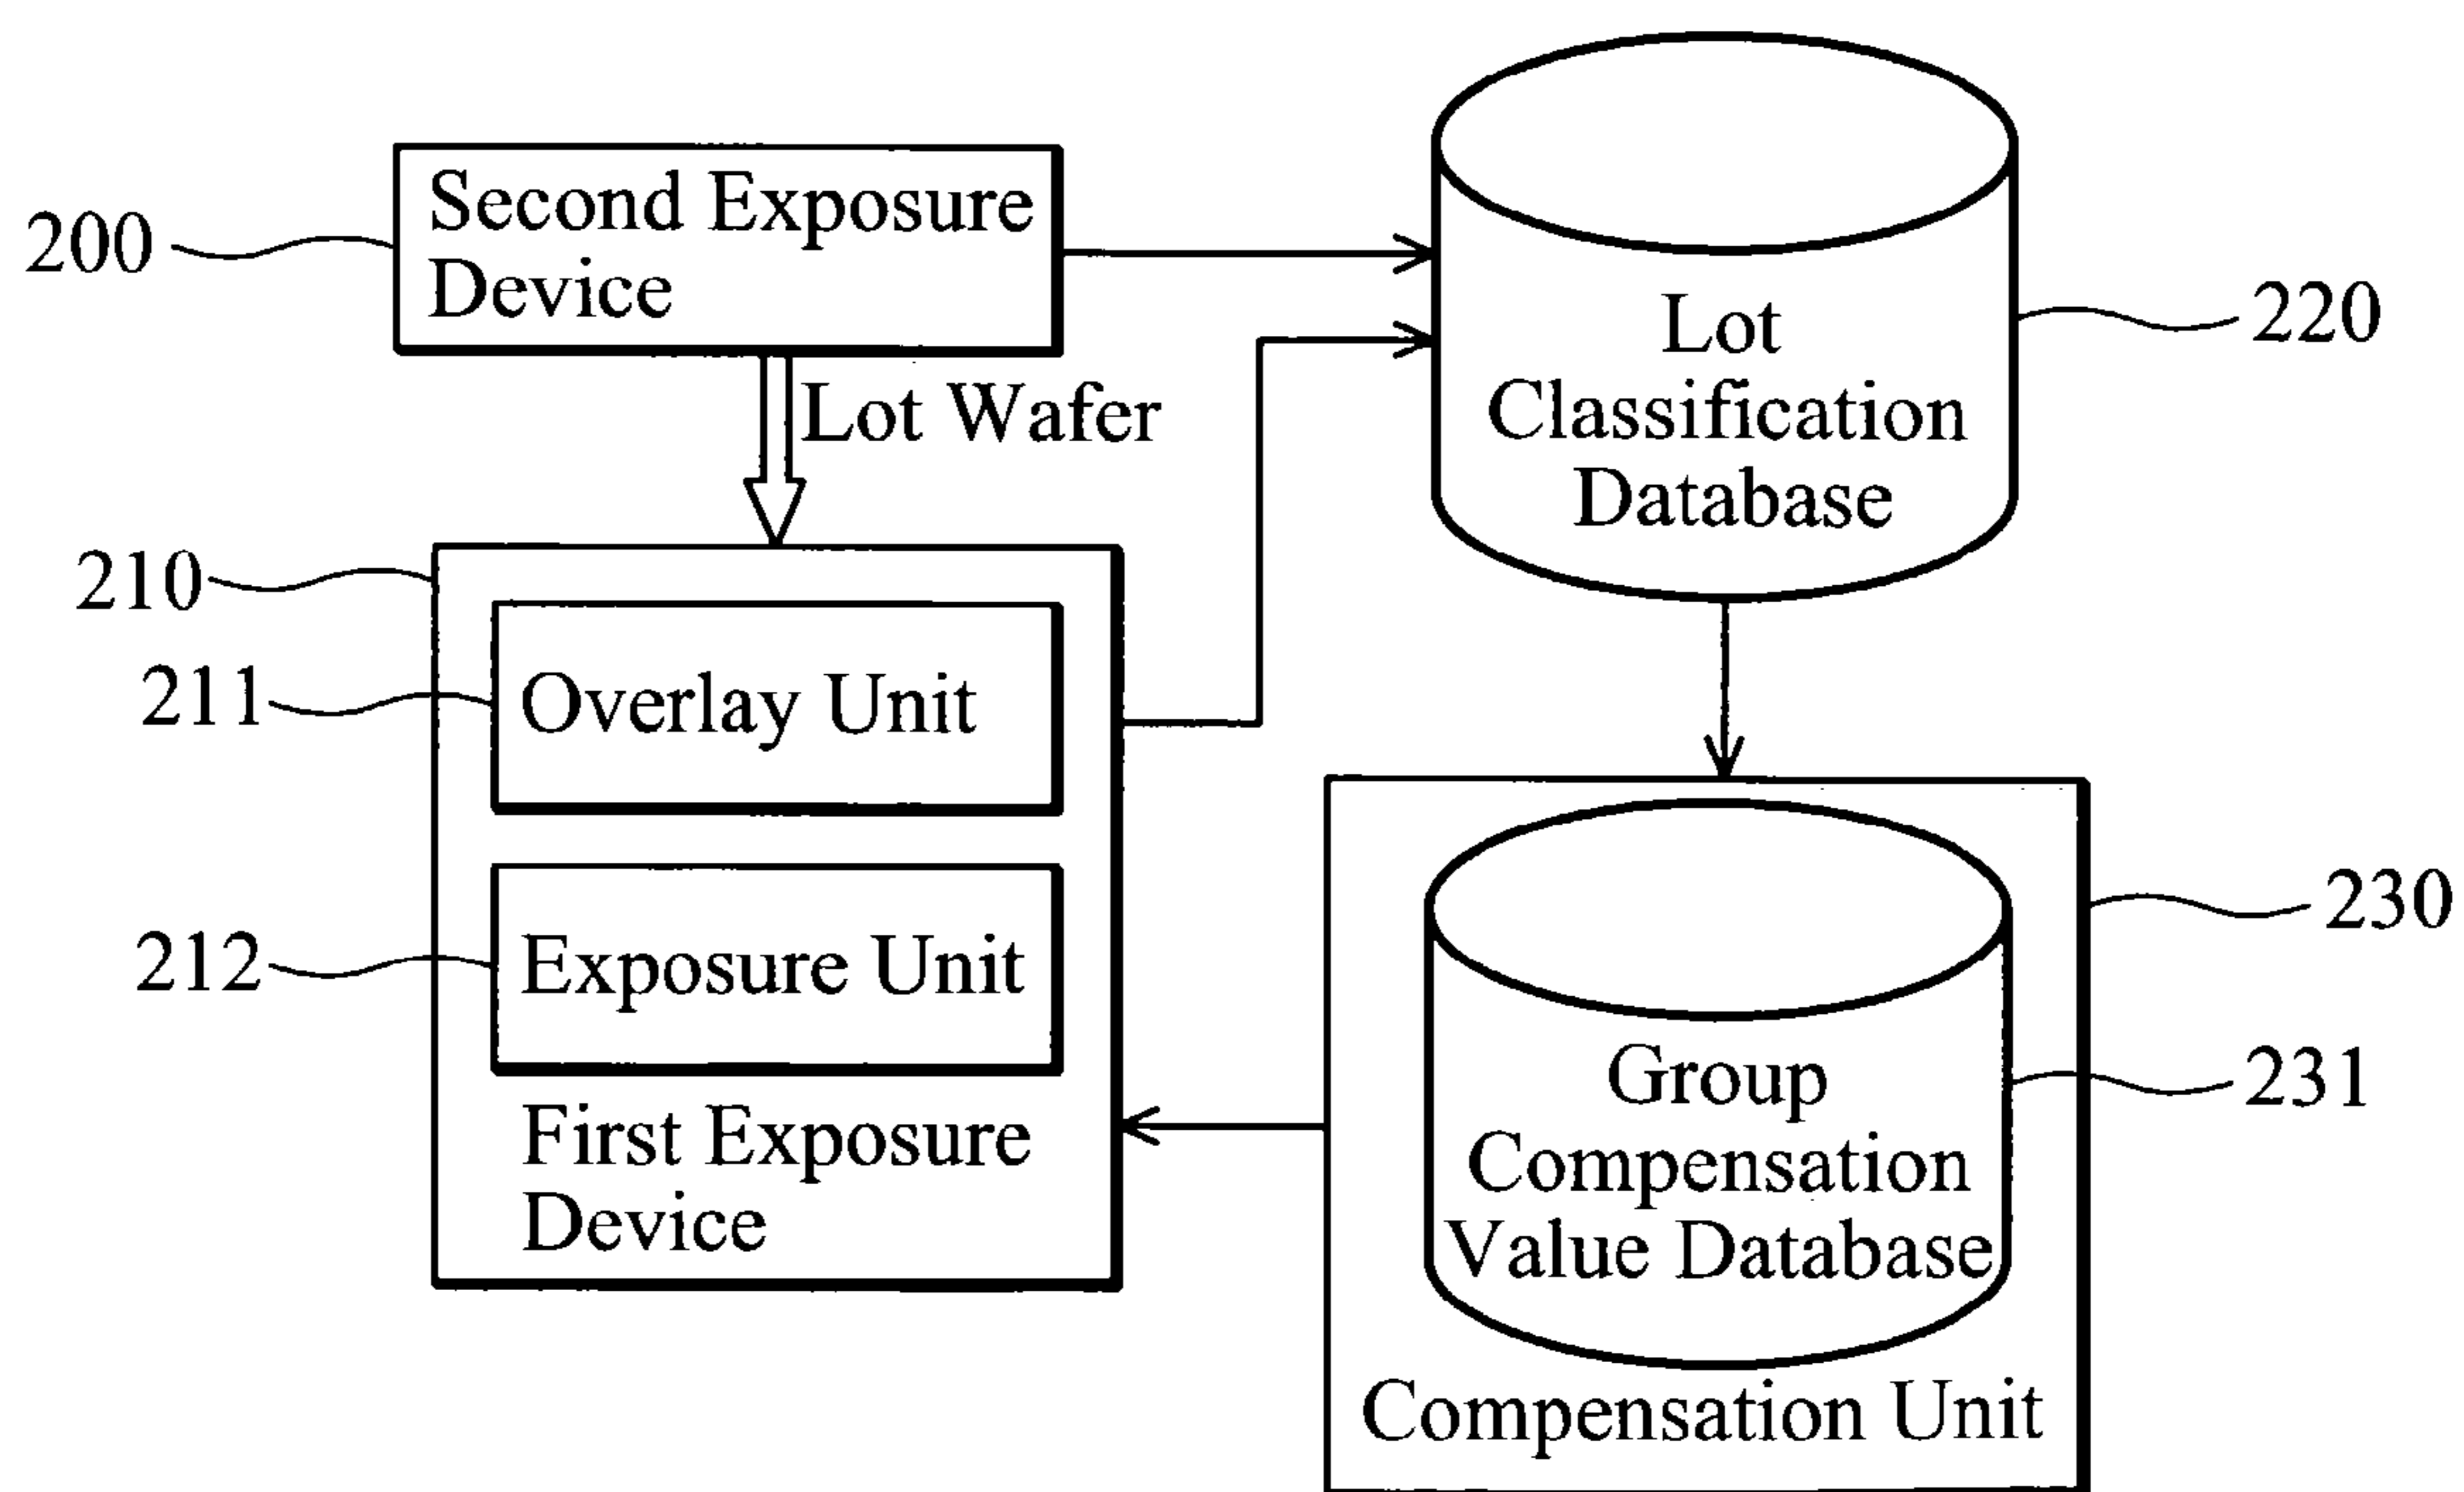 200
Second Exposure
Device
Lot Wafer
210
211
Overlay Unit
212
Exposure Unit
First Exposure
Device
Lot
Classification
Database
220
230
Group
Compensation
Value Database
231
Compensation Unit